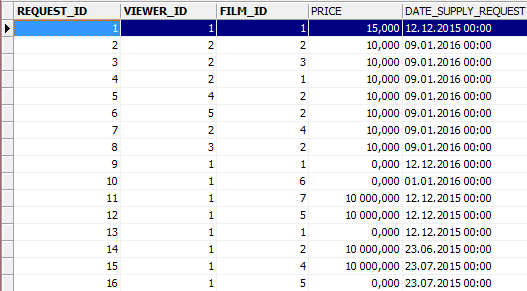 REQUEST_ID VIEWER_ID FILM_ID PRICE DATE_SUPPLY_REQUEST
1 1 1 15,000 12.12.2015 00:00
2 2 2 10,000 09.01.2016 00:00
3 2 3 10,000 09.01.2016 00:00
4 2 1 10,000 09.01.2016 00:00
5 4 2 10,000 09.01.2016 00:00
6 5 2 10,000 09.01.2016 00:00
7 2 4 10,000 09.01.2016 00:00
8 3 2 10,000 09.01.2016 00:00
9 1 1 0,000 12.12.2016 00:00
10 1 6 0,000 01.01.2016 00:00
11 1 7 10 000,000 12.12.2015 00:00
12 1 5 10 000,000 12.12.2015 00:00
13 1 1 0,000 12.12.2015 00:00
14 1 2 10 000,000 23.06.2015 00:00
15 1 4 10 000,000 23.07.2015 00:00
16 1 5 0,000 23.07.2015 00:00